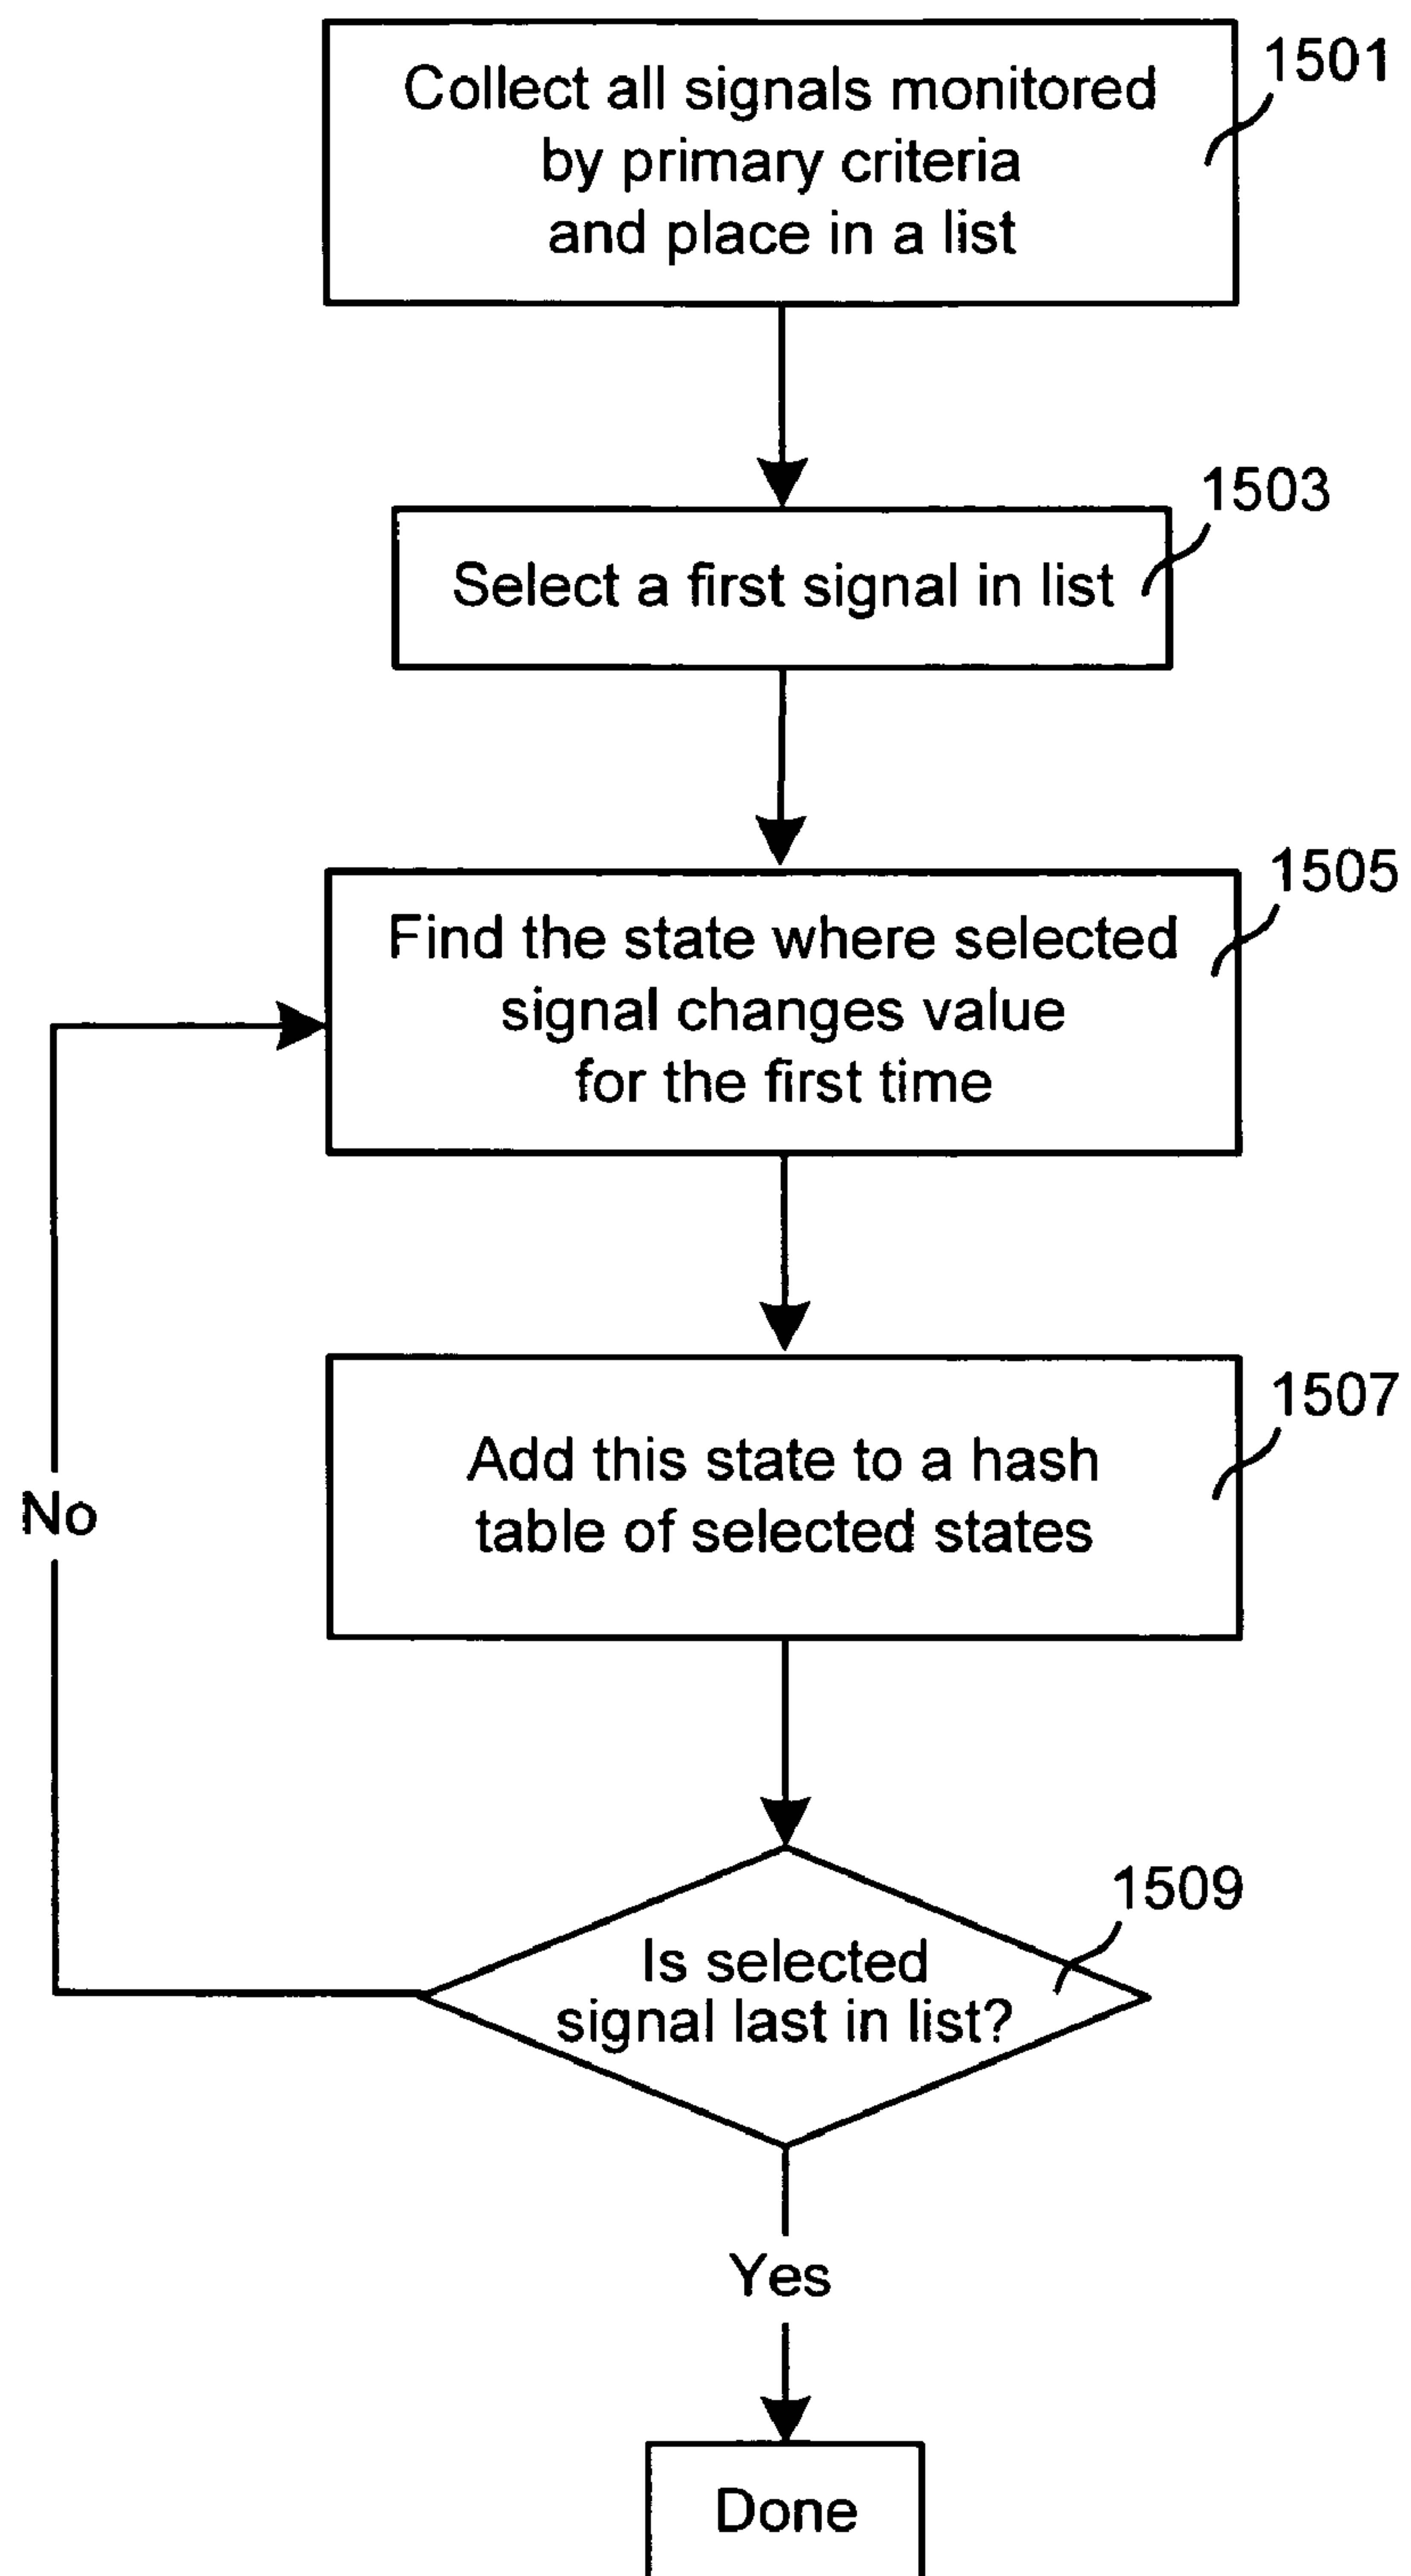 Collect all signals monitored
by primary criteria
and place in a list
1501
Select a first signal in list
1503
Find the state where selected
signal changes value
for the first time
1505
Add this state to a hash
table of selected states
1507
No
Is selected
signal last in list?
1509
Yes
Done